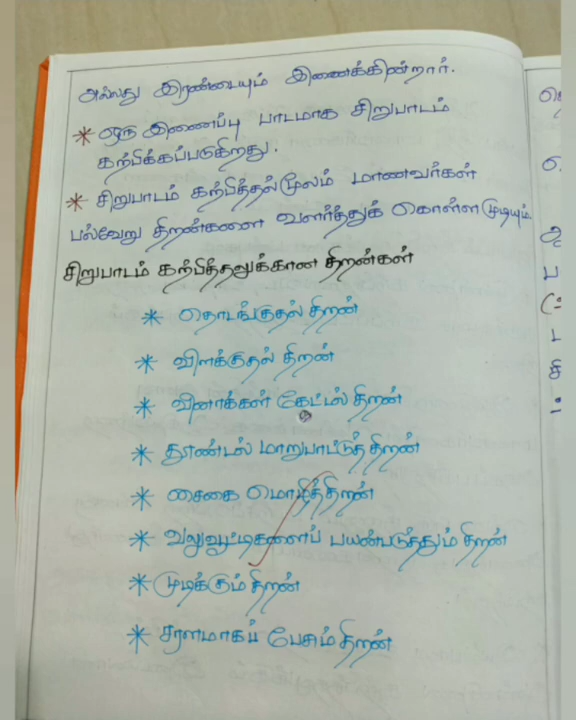 அல்லது இரண்டையும் இணைக்கின்றார்.
* ஒரு இணைப்பு பாடமாக சிறுபாடம்
கற்பிக்கப்படுகிறது.
* சிறுபாடம் கற்பித்தல் மூலம் மாணவர்கள்
பல்வேறு திறன்களை வளர்த்துக் கொள்ள முடியும்
சிறுபாடம் கற்பித்தலுக்கான திறன்கள்
* தொடங்குதல் திறன்
* விளக்குதல் திறன்
* வினாக்கள் கேட்டல் திறன்
* தூண்டல் மாறுபாட்டுத் திறன்
* சைகை மொழித்திறன்
* வலுவூட்டிகளைப் பயன்படுத்தும் திறன்
* முடிக்கும் திறன்
* சரளமாகப் பேசும் திறன்